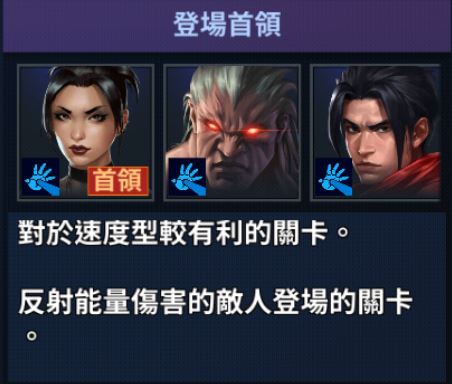 登場首領
首領
對於速度型較有利的關卡。
反射能量傷害的敵人登場的關卡
。